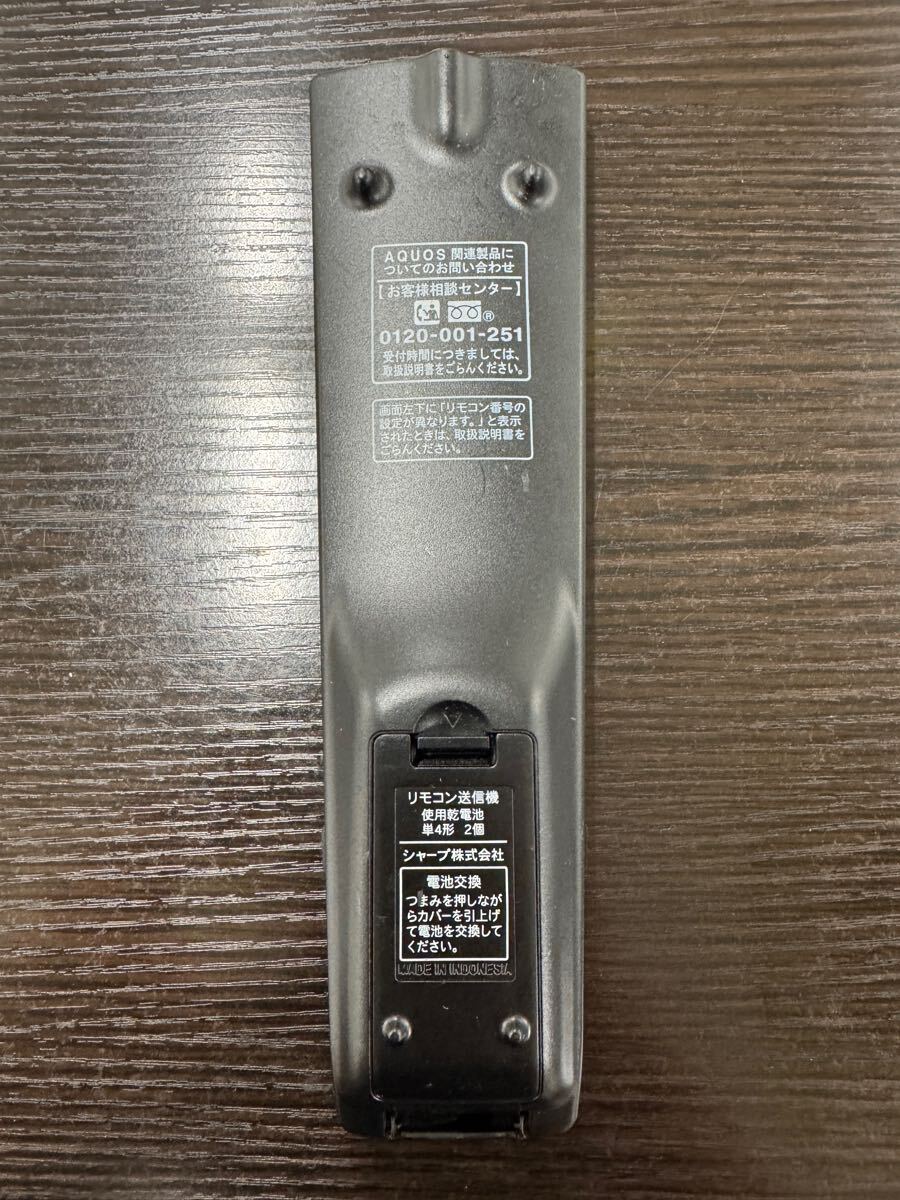 AQUOS 関連製品に
ついてのお問い合わせ
【お客様相談センター】
®
0120-001-251
受付時間につきましては、
取扱説明書をごらんください。
画面左下に「リモコン番号の
設定が異なります。」と表示
されたときは、取扱説明書を
ごらんください。
リモコン送信機
使用乾電池
単4形 2個
シャープ株式会社
電池交換
つまみを押しなが
らカバーを引上げ
て電池を交換して
ください。
MADE IN INDONESIA